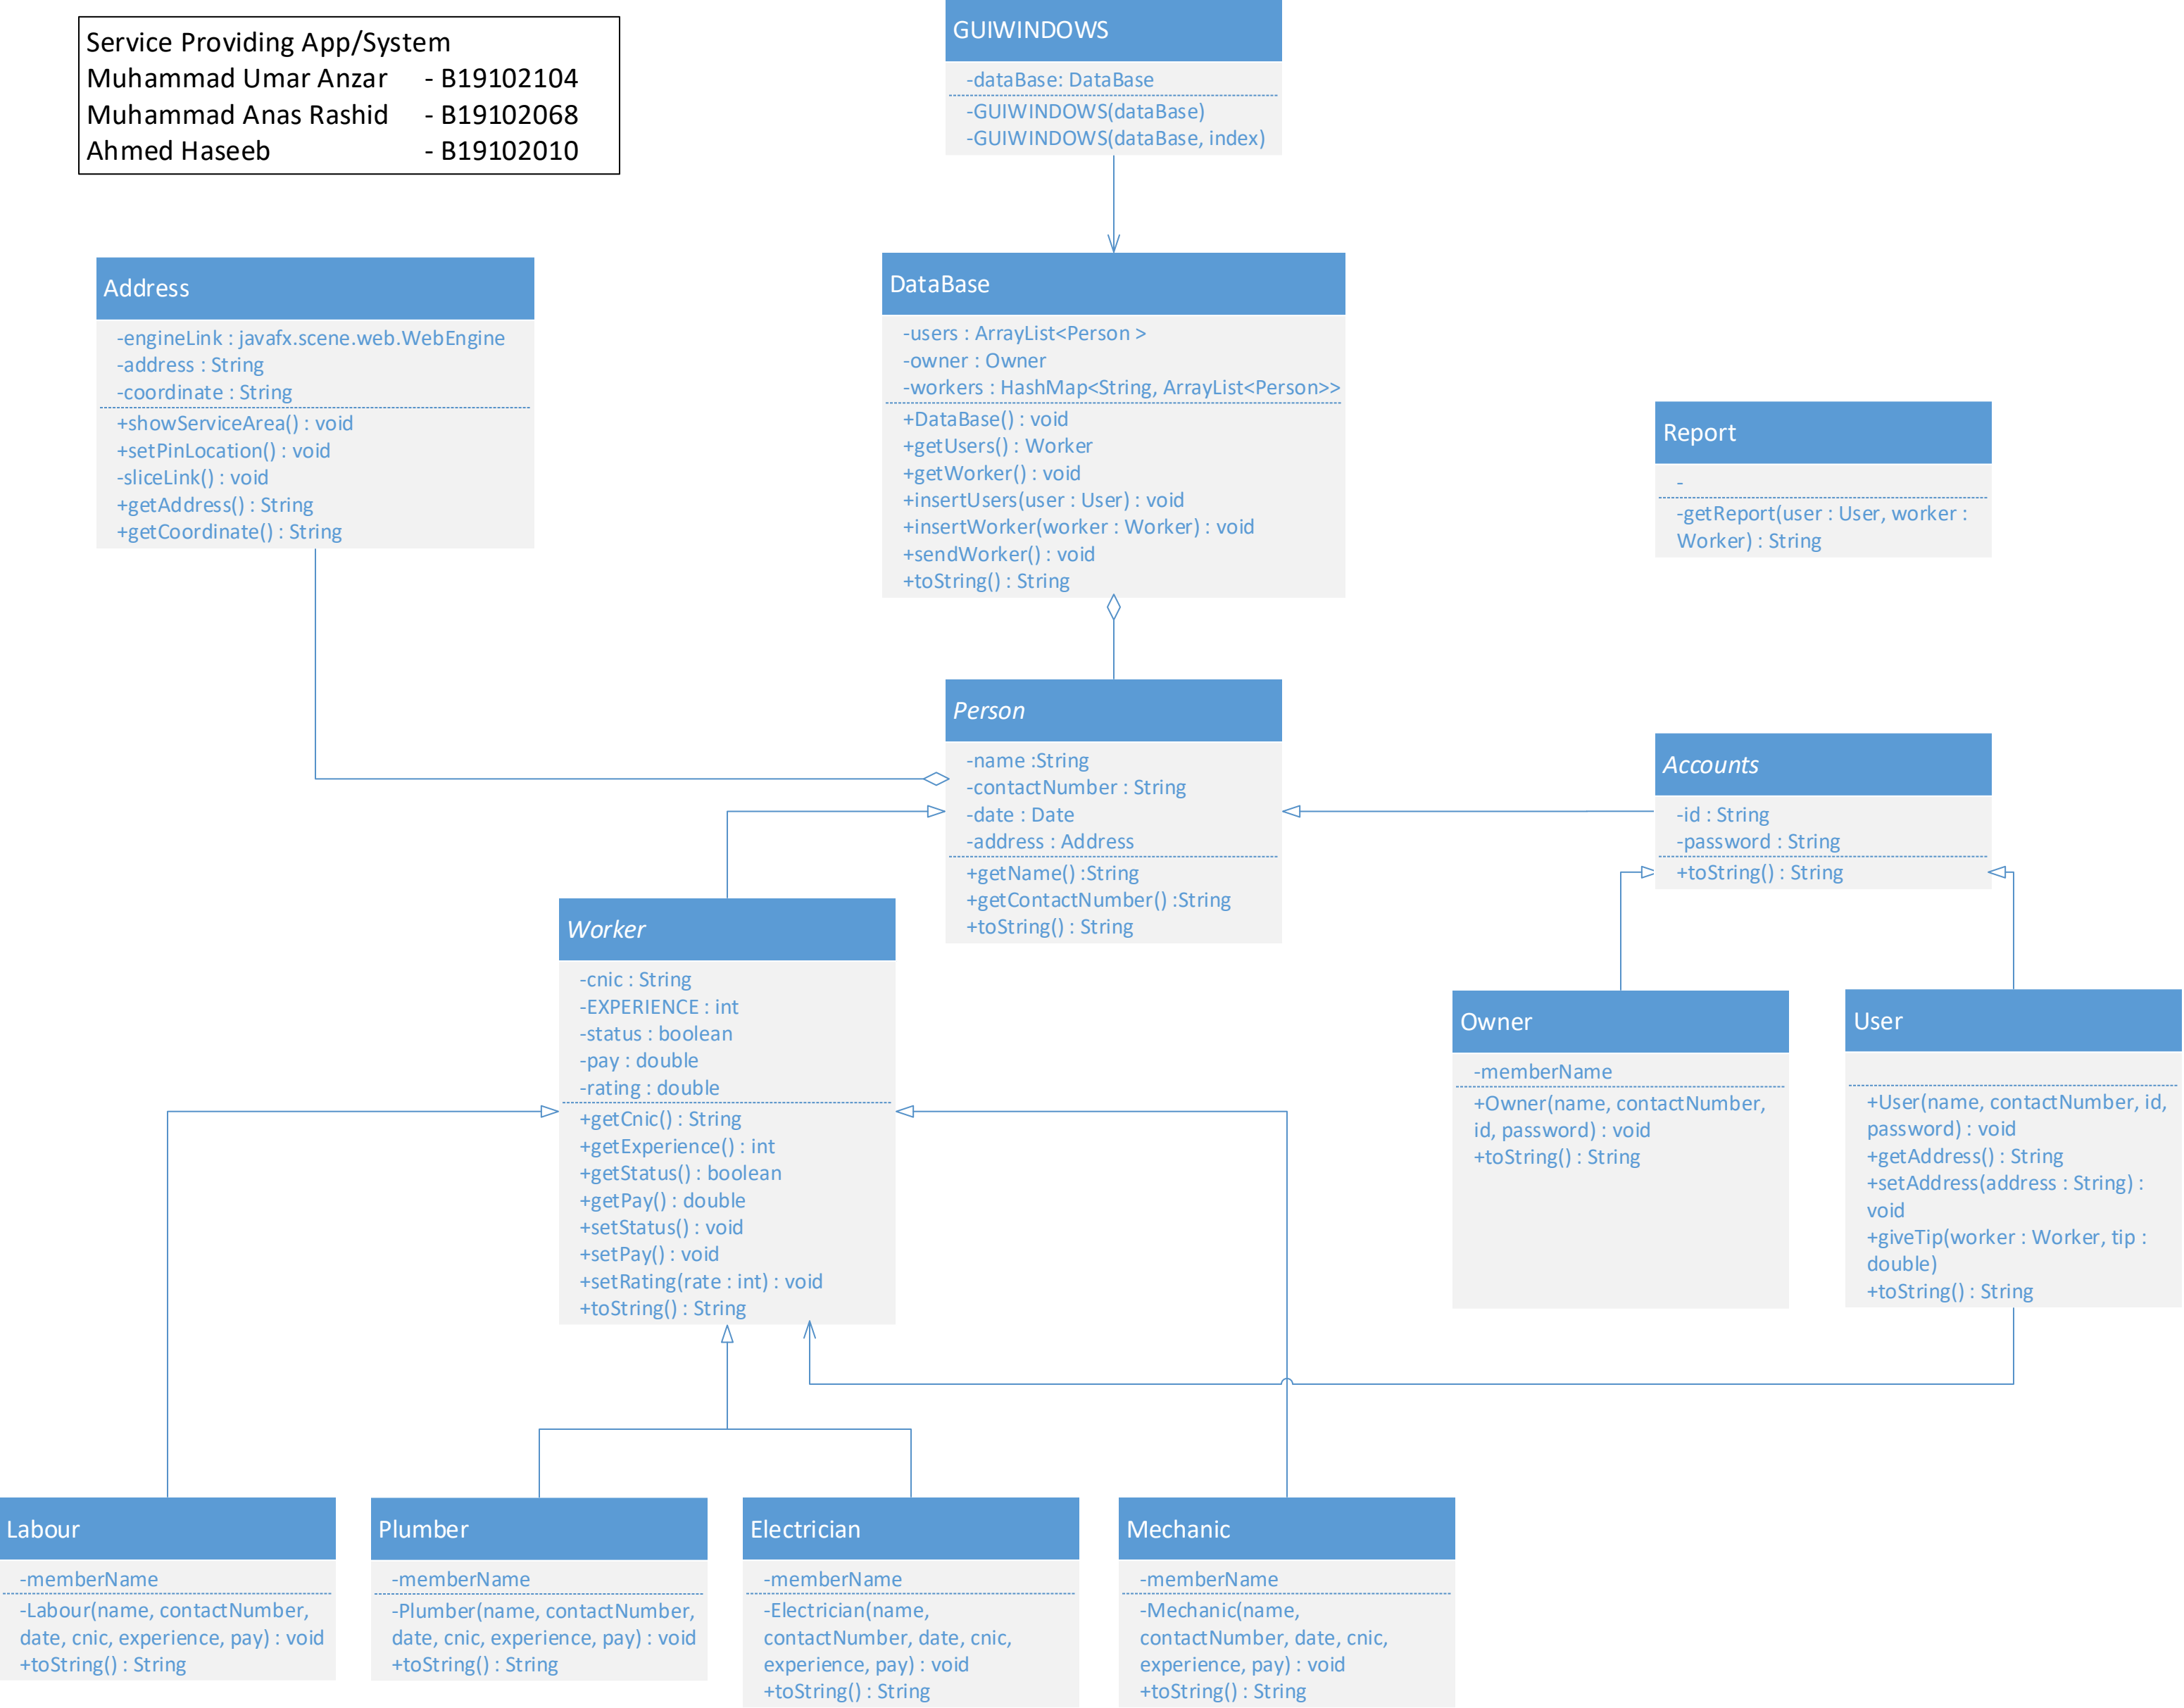 Service Providing App/System
Muhammad Umar Anzar - B19102104
Muhammad Anas Rashid - B19102068
Ahmed Haseeb - B19102010
GUIWINDOWS
-dataBase: DataBase
-GUIWINDOWS(dataBase)
-GUIWINDOWS(dataBase, index)
Address
-engineLink : javafx.scene.web.WebEngine
-address : String
-coordinate : String
+showServiceArea() : void
+setPinLocation() : void
-sliceLink() : void
+getAddress() : String
+getCoordinate() : String
DataBase
-users : ArrayList<Person >
-owner : Owner
-workers : HashMap<String, ArrayList<Person>>
+DataBase() : void
+getUsers() : Worker
+getWorker() : void
+insertUsers(user : User) : void
+insertWorker(worker : Worker) : void
+sendWorker() : void
+toString() : String
Report
-
-getReport(user : User, worker :
Worker) : String
Person
-name :String
-contactNumber : String
-date : Date
-address : Address
+getName() :String
+getContactNumber() :String
+toString() : String
Accounts
-id : String
-password : String
+toString() : String
Worker
-cnic : String
-EXPERIENCE : int
-status : boolean
-pay : double
-rating : double
+getCnic() : String
+getExperience() : int
+getStatus() : boolean
+getPay() : double
+setStatus() : void
+setPay() : void
+setRating(rate : int) : void
+toString() : String
Owner
-memberName
+Owner(name, contactNumber,
id, password) : void
+toString() : String
User
+User(name, contactNumber, id,
password) : void
+getAddress() : String
+setAddress(address : String) :
void
+giveTip(worker : Worker, tip :
double)
+toString() : String
Labour
-memberName
-Labour(name, contactNumber,
date, cnic, experience, pay) : void
+toString() : String
Plumber
-memberName
-Plumber(name, contactNumber,
date, cnic, experience, pay) : void
+toString() : String
Electrician
-memberName
-Electrician(name,
contactNumber, date, cnic,
experience, pay) : void
+toString() : String
Mechanic
-memberName
-Mechanic(name,
contactNumber, date, cnic,
experience, pay) : void
+toString() : String